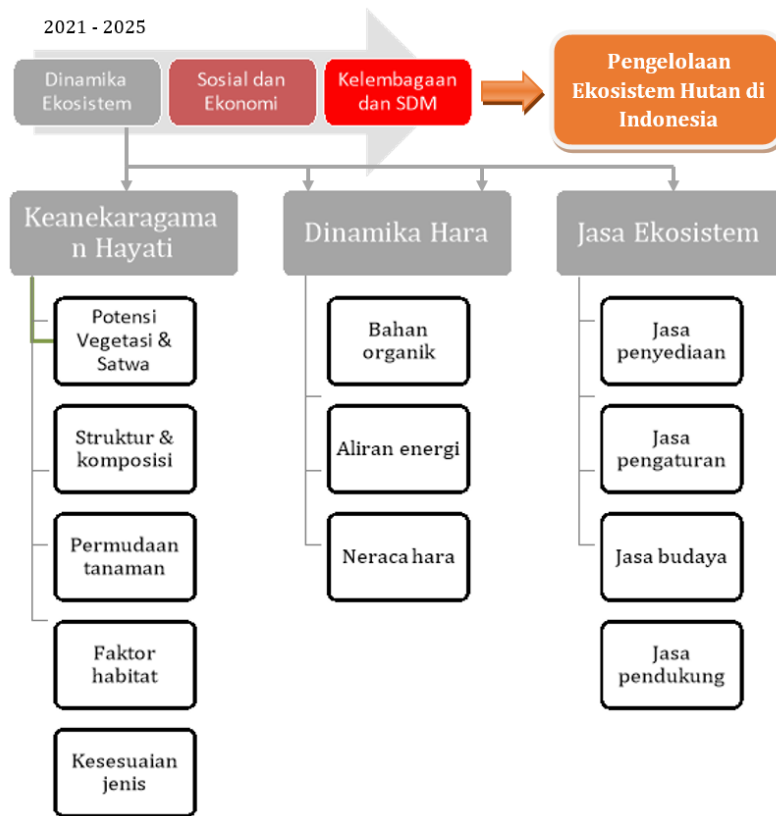 2021 - 2025
Dinamika
Ekosistem
Sosial dan
Ekonomi
Kelembagaan
dan SDM
Pengelolaan
Ekosistem Hutan di
Indonesia
Keanekaragama
n Hayati
Dinamika Hara
Jasa Ekosistem
Potensi
Vegetasi &
Satwa
Struktur &
komposisi
Permudaan
tanaman
Faktor
habitat
Kesesuaian
jenis
Bahan
organik
Aliran energi
Neraca hara
Jasa
penyediaan
Jasa
pengaturan
Jasa budaya
Jasa
pendukung